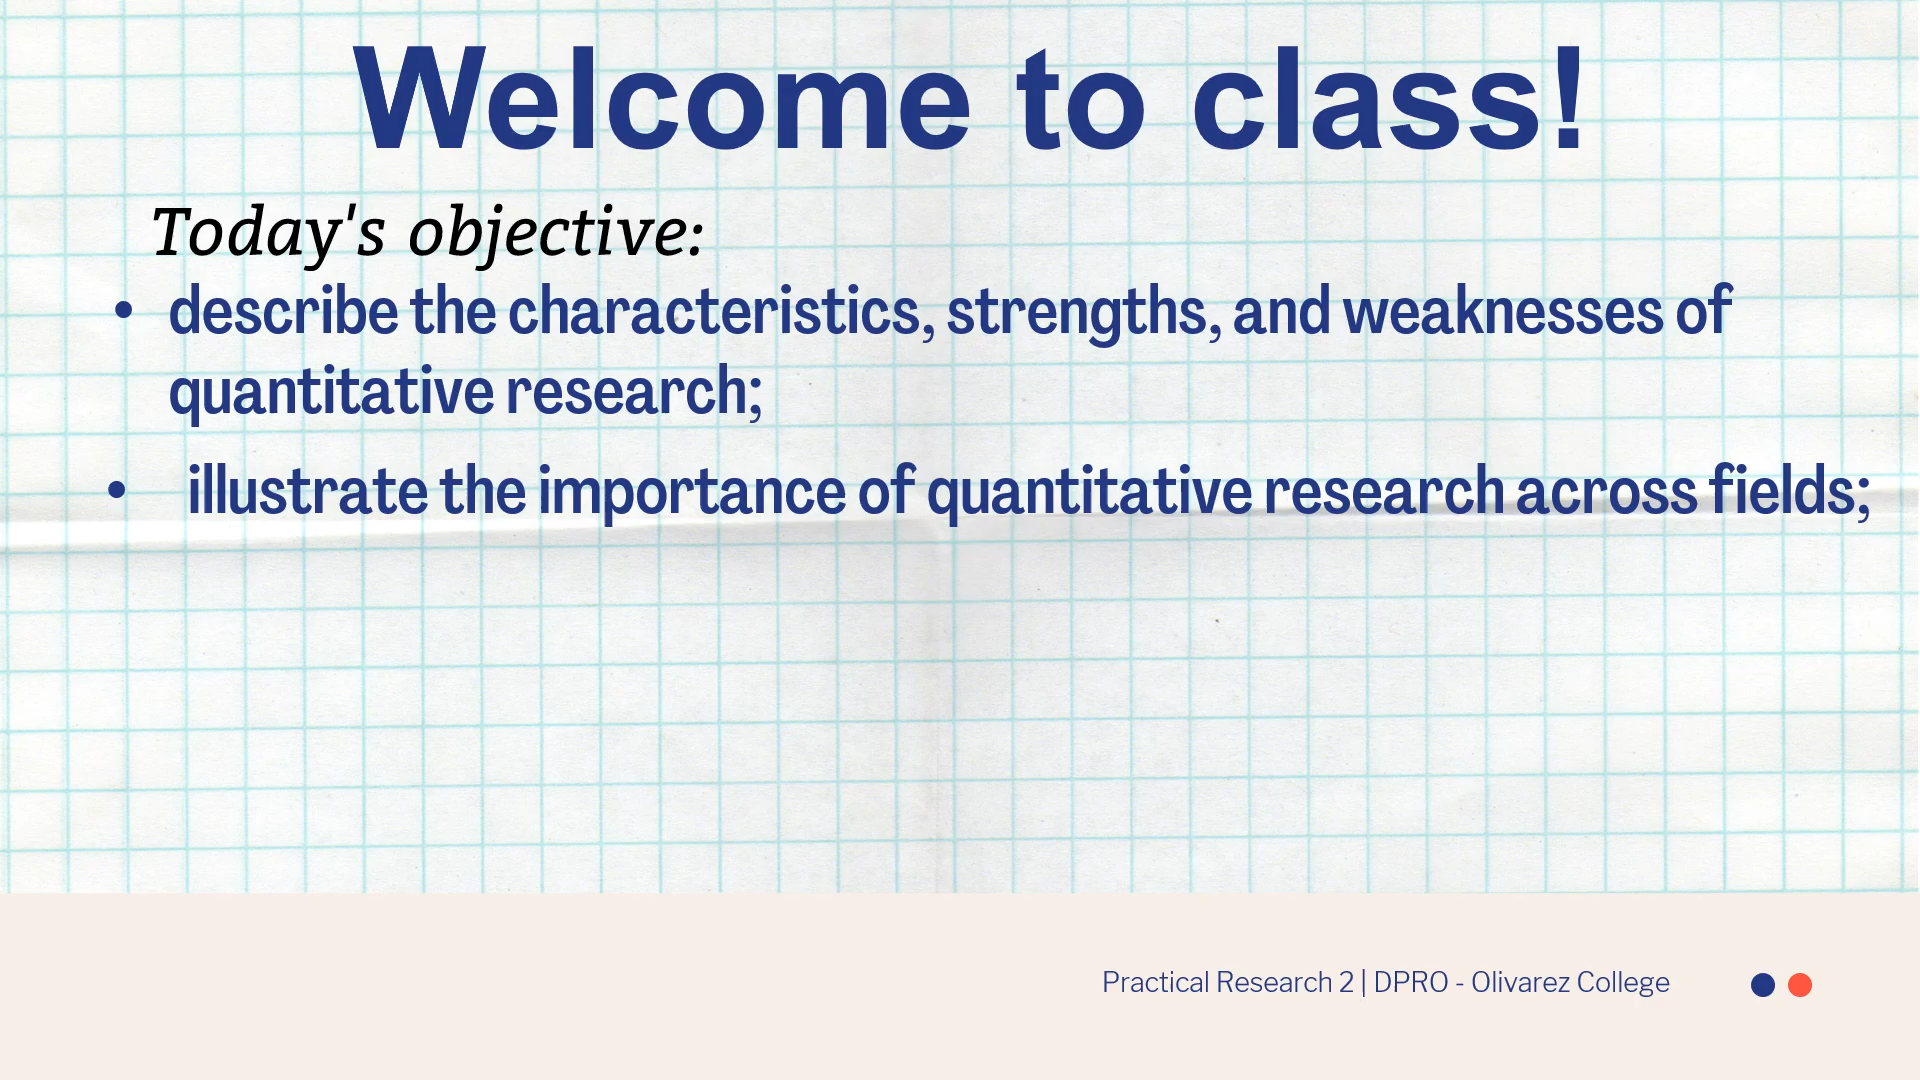 Welcome to class!
Today's objective:
• describe the characteristics, strengths, and weaknesses of
quantitative research;
• illustrate the importance of quantitative research across fields;
Practical Research 2 | DPRO - Olivarez College